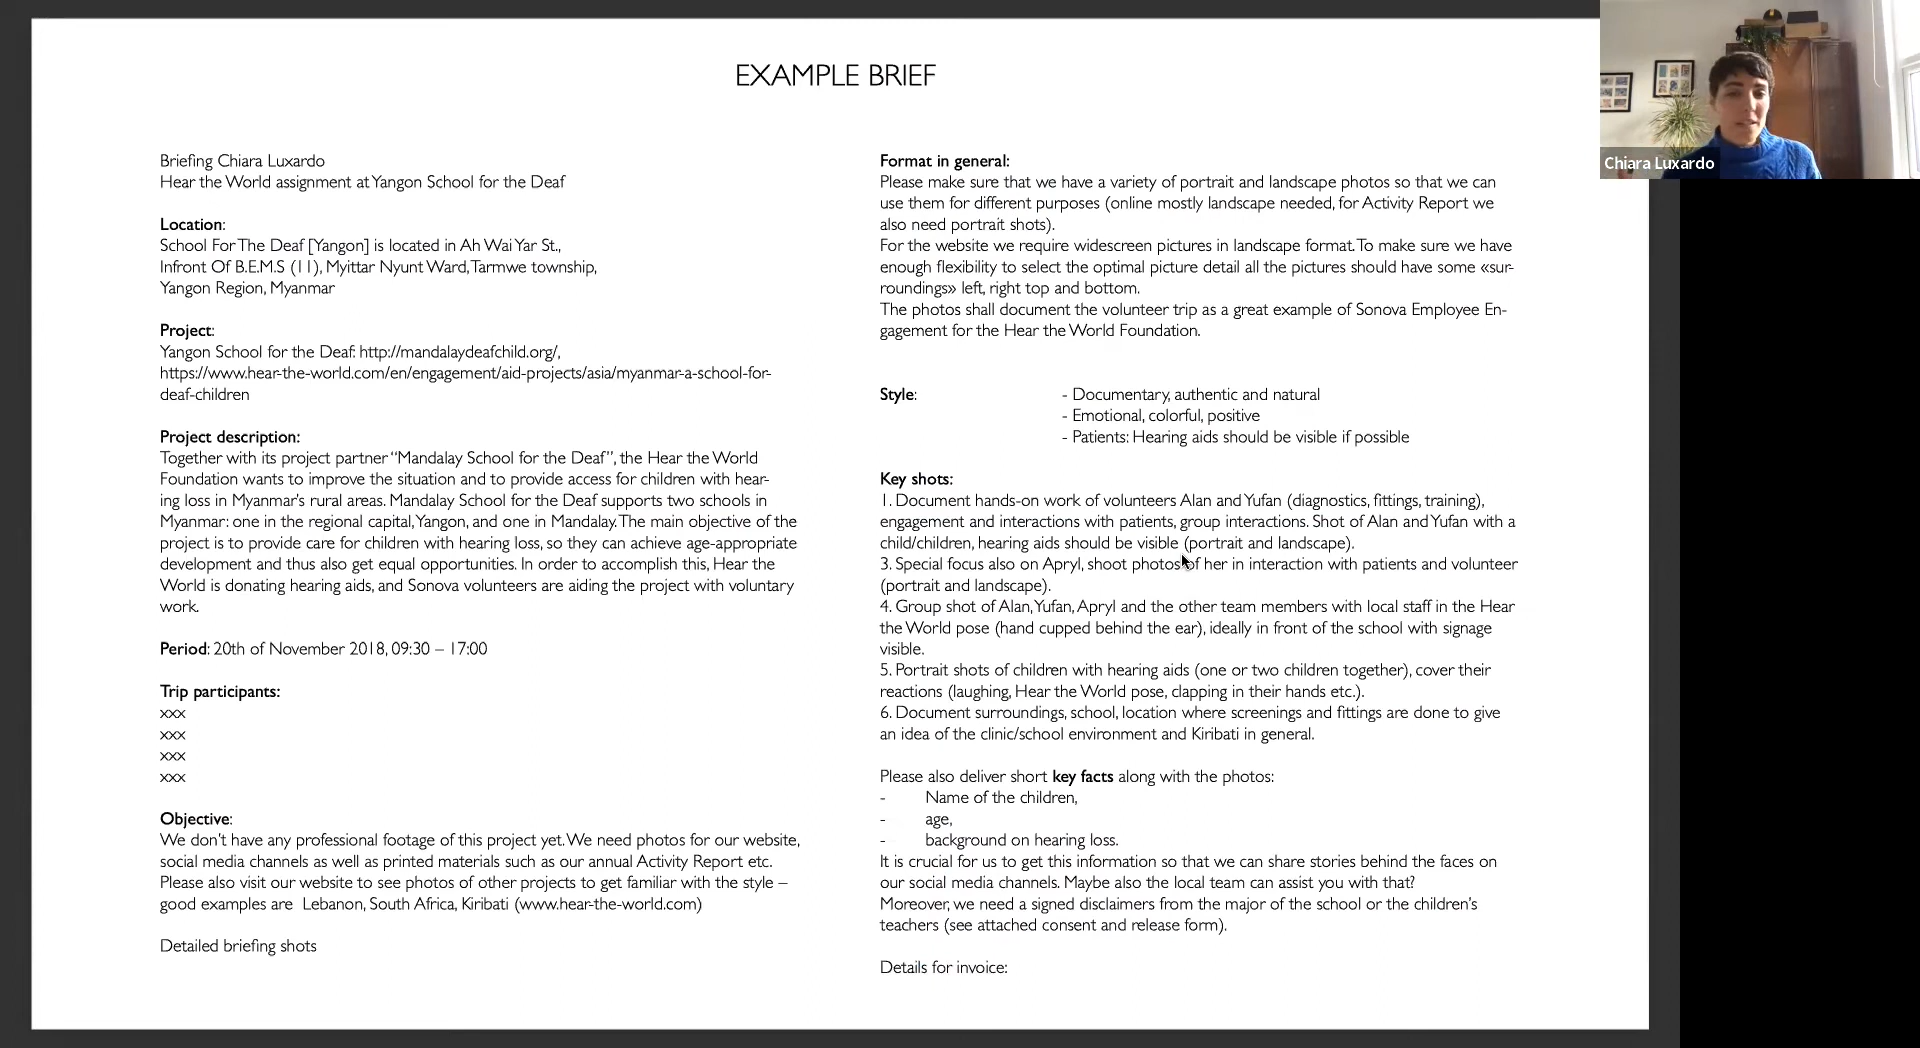 EXAMPLE BRIEF
Briefing Chiara Luxardo
Hear the World assignment at Yangon School for the Deaf
Location:
School For The Deaf [Yangon] is located in Ah Wai Yar St.,
Infront Of B.E.M.S (11), Myittar Nyunt Ward, Tarmwe township,
Yangon Region, Myanmar
Project:
Yangon School for the Deaf: http://mandalaydeafchild.org/,
https://www.hear-the-world.com/en/engagement/aid-projects/asia/myanmar-a-school-for-
deaf-children
Project description:
Together with its project partner “Mandalay School for the Deaf”, the Hear the World
Foundation wants to improve the situation and to provide access for children with hear-
ing loss in Myanmar’s rural areas. Mandalay School for the Deaf supports two schools in
Myanmar: one in the regional capital, Yangon, and one in Mandalay. The main objective of the
project is to provide care for children with hearing loss, so they can achieve age-appropriate
development and thus also get equal opportunities. In order to accomplish this, Hear the
World is donating hearing aids, and Sonova volunteers are aiding the project with voluntary
work.
Period: 20th of November 2018, 09:30 – 17:00
Trip participants:
xxx
xxx
xxx
xxx
Objective:
We don’t have any professional footage of this project yet. We need photos for our website,
social media channels as well as printed materials such as our annual Activity Report etc.
Please also visit our website to see photos of other projects to get familiar with the style –
good examples are Lebanon, South Africa, Kiribati (www.hear-the-world.com)
Detailed briefing shots
Format in general:
Please make sure that we have a variety of portrait and landscape photos so that we can
use them for different purposes (online mostly landscape needed, for Activity Report we
also need portrait shots).
For the website we require widescreen pictures in landscape format. To make sure we have
enough flexibility to select the optimal picture detail all the pictures should have some «sur-
roundings» left, right top and bottom.
The photos shall document the volunteer trip as a great example of Sonova Employee En-
gagement for the Hear the World Foundation.
Style: - Documentary, authentic and natural
- Emotional, colorful, positive
- Patients: Hearing aids should be visible if possible
Key shots:
1. Document hands-on work of volunteers Alan and Yufan (diagnostics, fittings, training),
engagement and interactions with patients, group interactions. Shot of Alan and Yufan with a
child/children, hearing aids should be visible (portrait and landscape).
3. Special focus also on Apryl, shoot photos of her in interaction with patients and volunteer
(portrait and landscape).
4. Group shot of Alan, Yufan, Apryl and the other team members with local staff in the Hear
the World pose (hand cupped behind the ear), ideally in front of the school with signage
visible.
5. Portrait shots of children with hearing aids (one or two children together), cover their
reactions (laughing, Hear the World pose, clapping in their hands etc.).
6. Document surroundings, school, location where screenings and fittings are done to give
an idea of the clinic/school environment and Kiribati in general.
Please also deliver short key facts along with the photos:
- Name of the children,
- age,
- background on hearing loss.
It is crucial for us to get this information so that we can share stories behind the faces on
our social media channels. Maybe also the local team can assist you with that?
Moreover, we need a signed disclaimers from the major of the school or the children’s
teachers (see attached consent and release form).
Details for invoice:
Chiara Luxardo